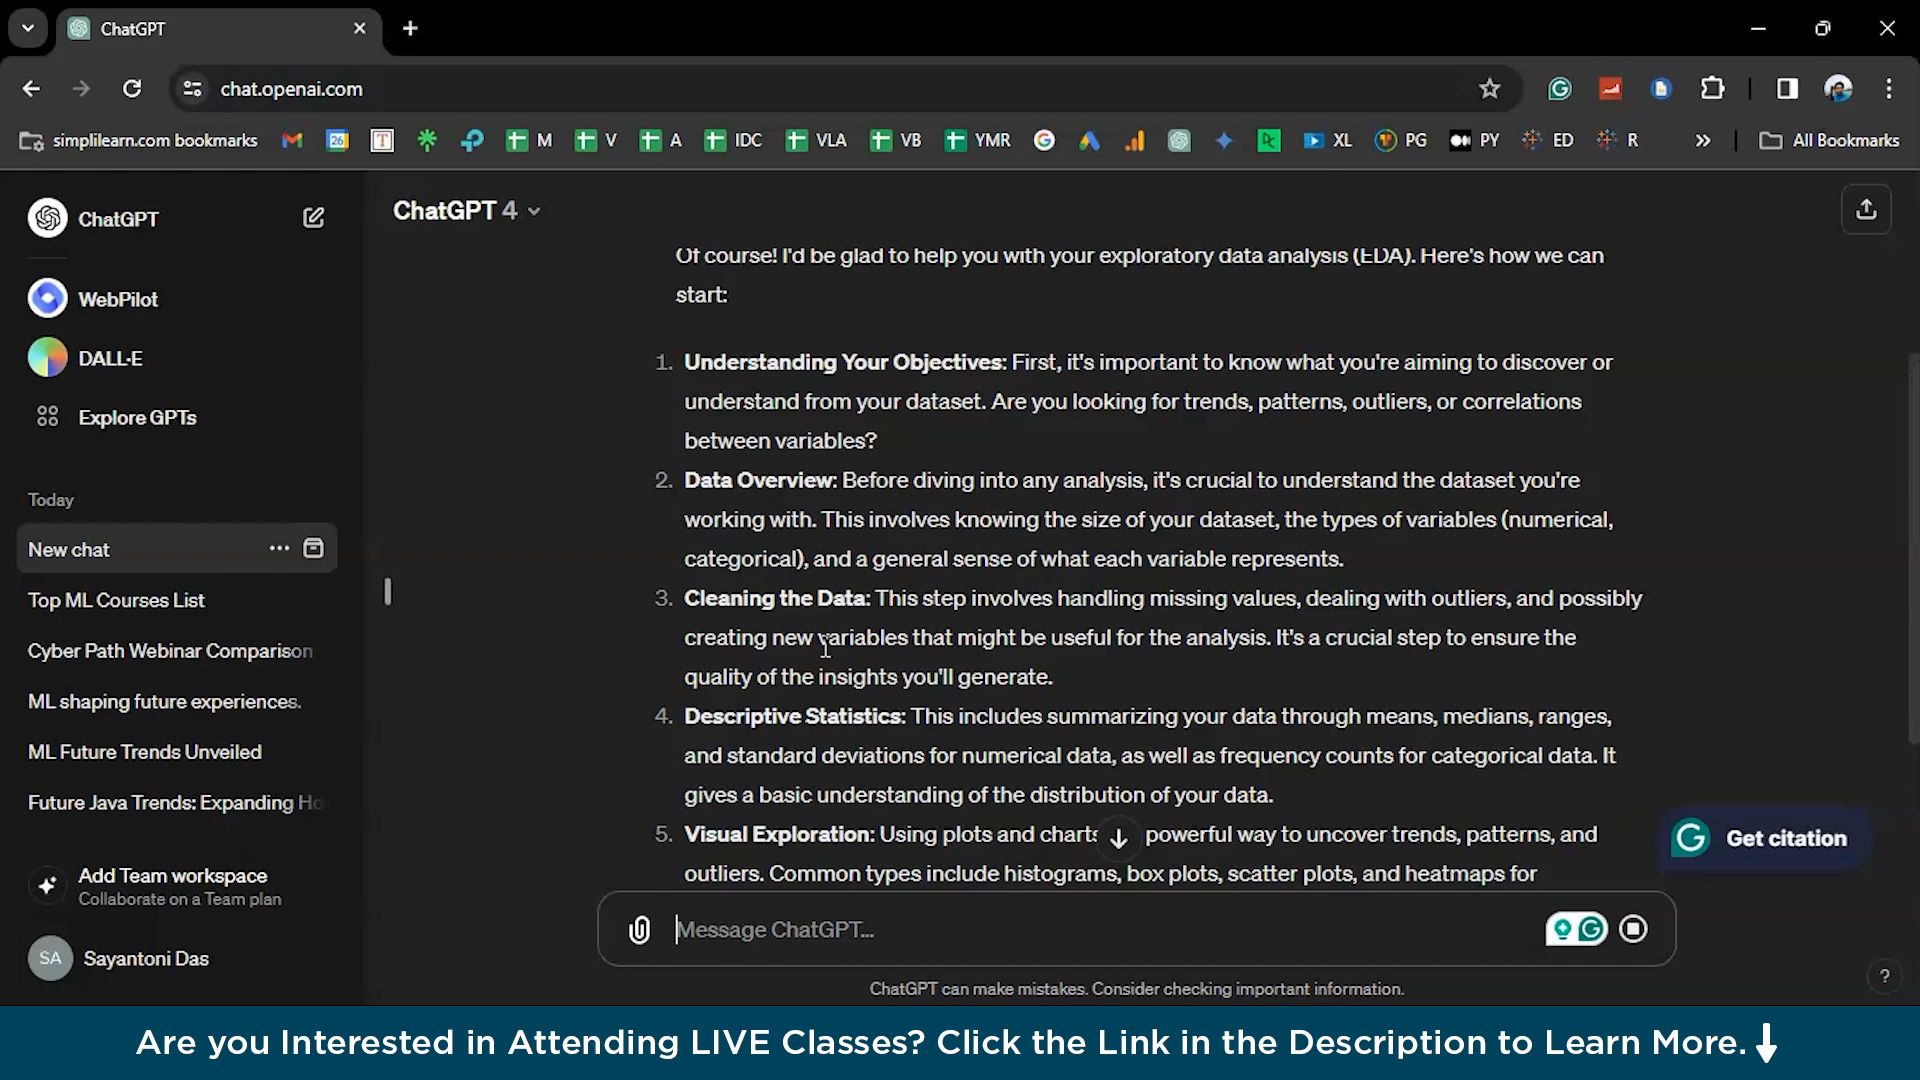 ChatGPT
chat.openai.com
simplilearn.com bookmarks
26
T
M
V
A
IDC
VLA
VB
YMR
XL
PG
PY
ED
R
All Bookmarks
ChatGPT
WebPilot
DALL·E
Explore GPTs
Today
New chat
Top ML Courses List
Cyber Path Webinar Comparison
ML shaping future experiences.
ML Future Trends Unveiled
Future Java Trends: Expanding Ho
Add Team workspace
Collaborate on a Team plan
SA Sayantoni Das
ChatGPT 4
Of course! I'd be glad to help you with your exploratory data analysis (EDA). Here's how we can
start:
1. Understanding Your Objectives: First, it's important to know what you're aiming to discover or
understand from your dataset. Are you looking for trends, patterns, outliers, or correlations
between variables?
2. Data Overview: Before diving into any analysis, it's crucial to understand the dataset you're
working with. This involves knowing the size of your dataset, the types of variables (numerical,
categorical), and a general sense of what each variable represents.
3. Cleaning the Data: This step involves handling missing values, dealing with outliers, and possibly
creating new variables that might be useful for the analysis. It's a crucial step to ensure the
quality of the insights you'll generate.
4. Descriptive Statistics: This includes summarizing your data through means, medians, ranges,
and standard deviations for numerical data, as well as frequency counts for categorical data. It
gives a basic understanding of the distribution of your data.
5. Visual Exploration: Using plots and charts powerful way to uncover trends, patterns, and
outliers. Common types include histograms, box plots, scatter plots, and heatmaps for
Get citation
Message ChatGPT...
ChatGPT can make mistakes. Consider checking important information.
?
Are you Interested in Attending LIVE Classes? Click the Link in the Description to Learn More.